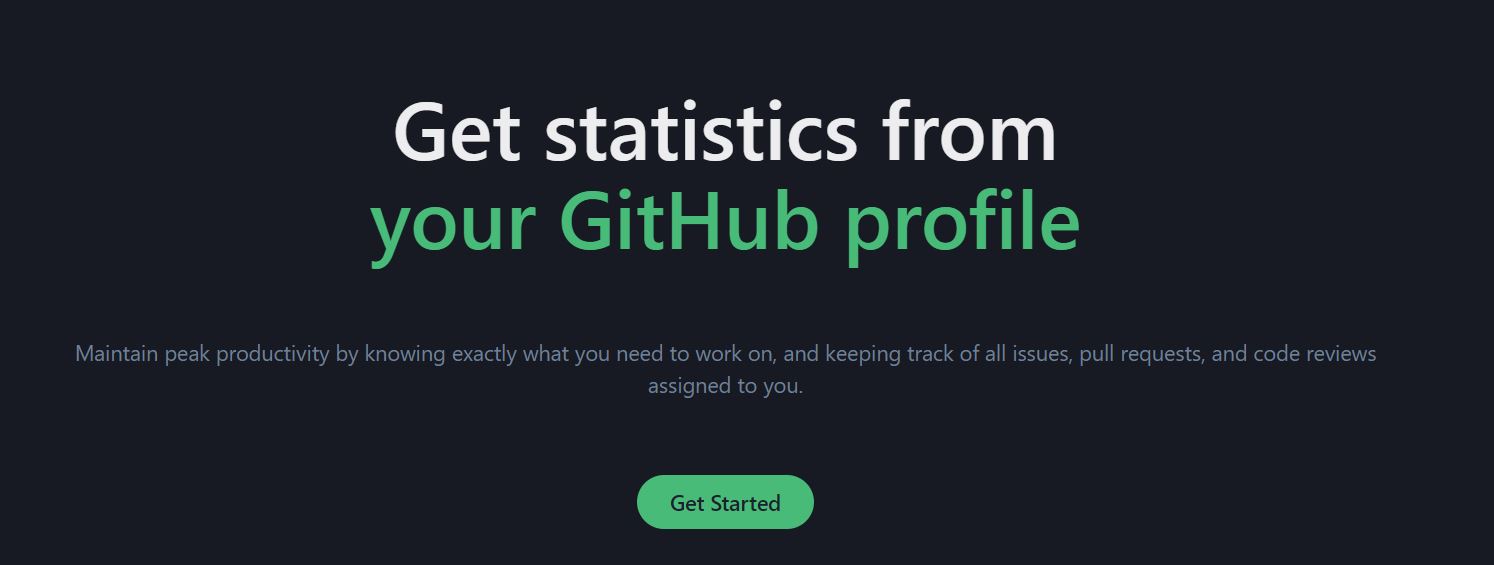 Get statistics from
your GitHub profile
Maintain peak productivity by knowing exactly what you need to work on, and keeping track of all issues, pull requests, and code reviews
assigned to you.
Get Started